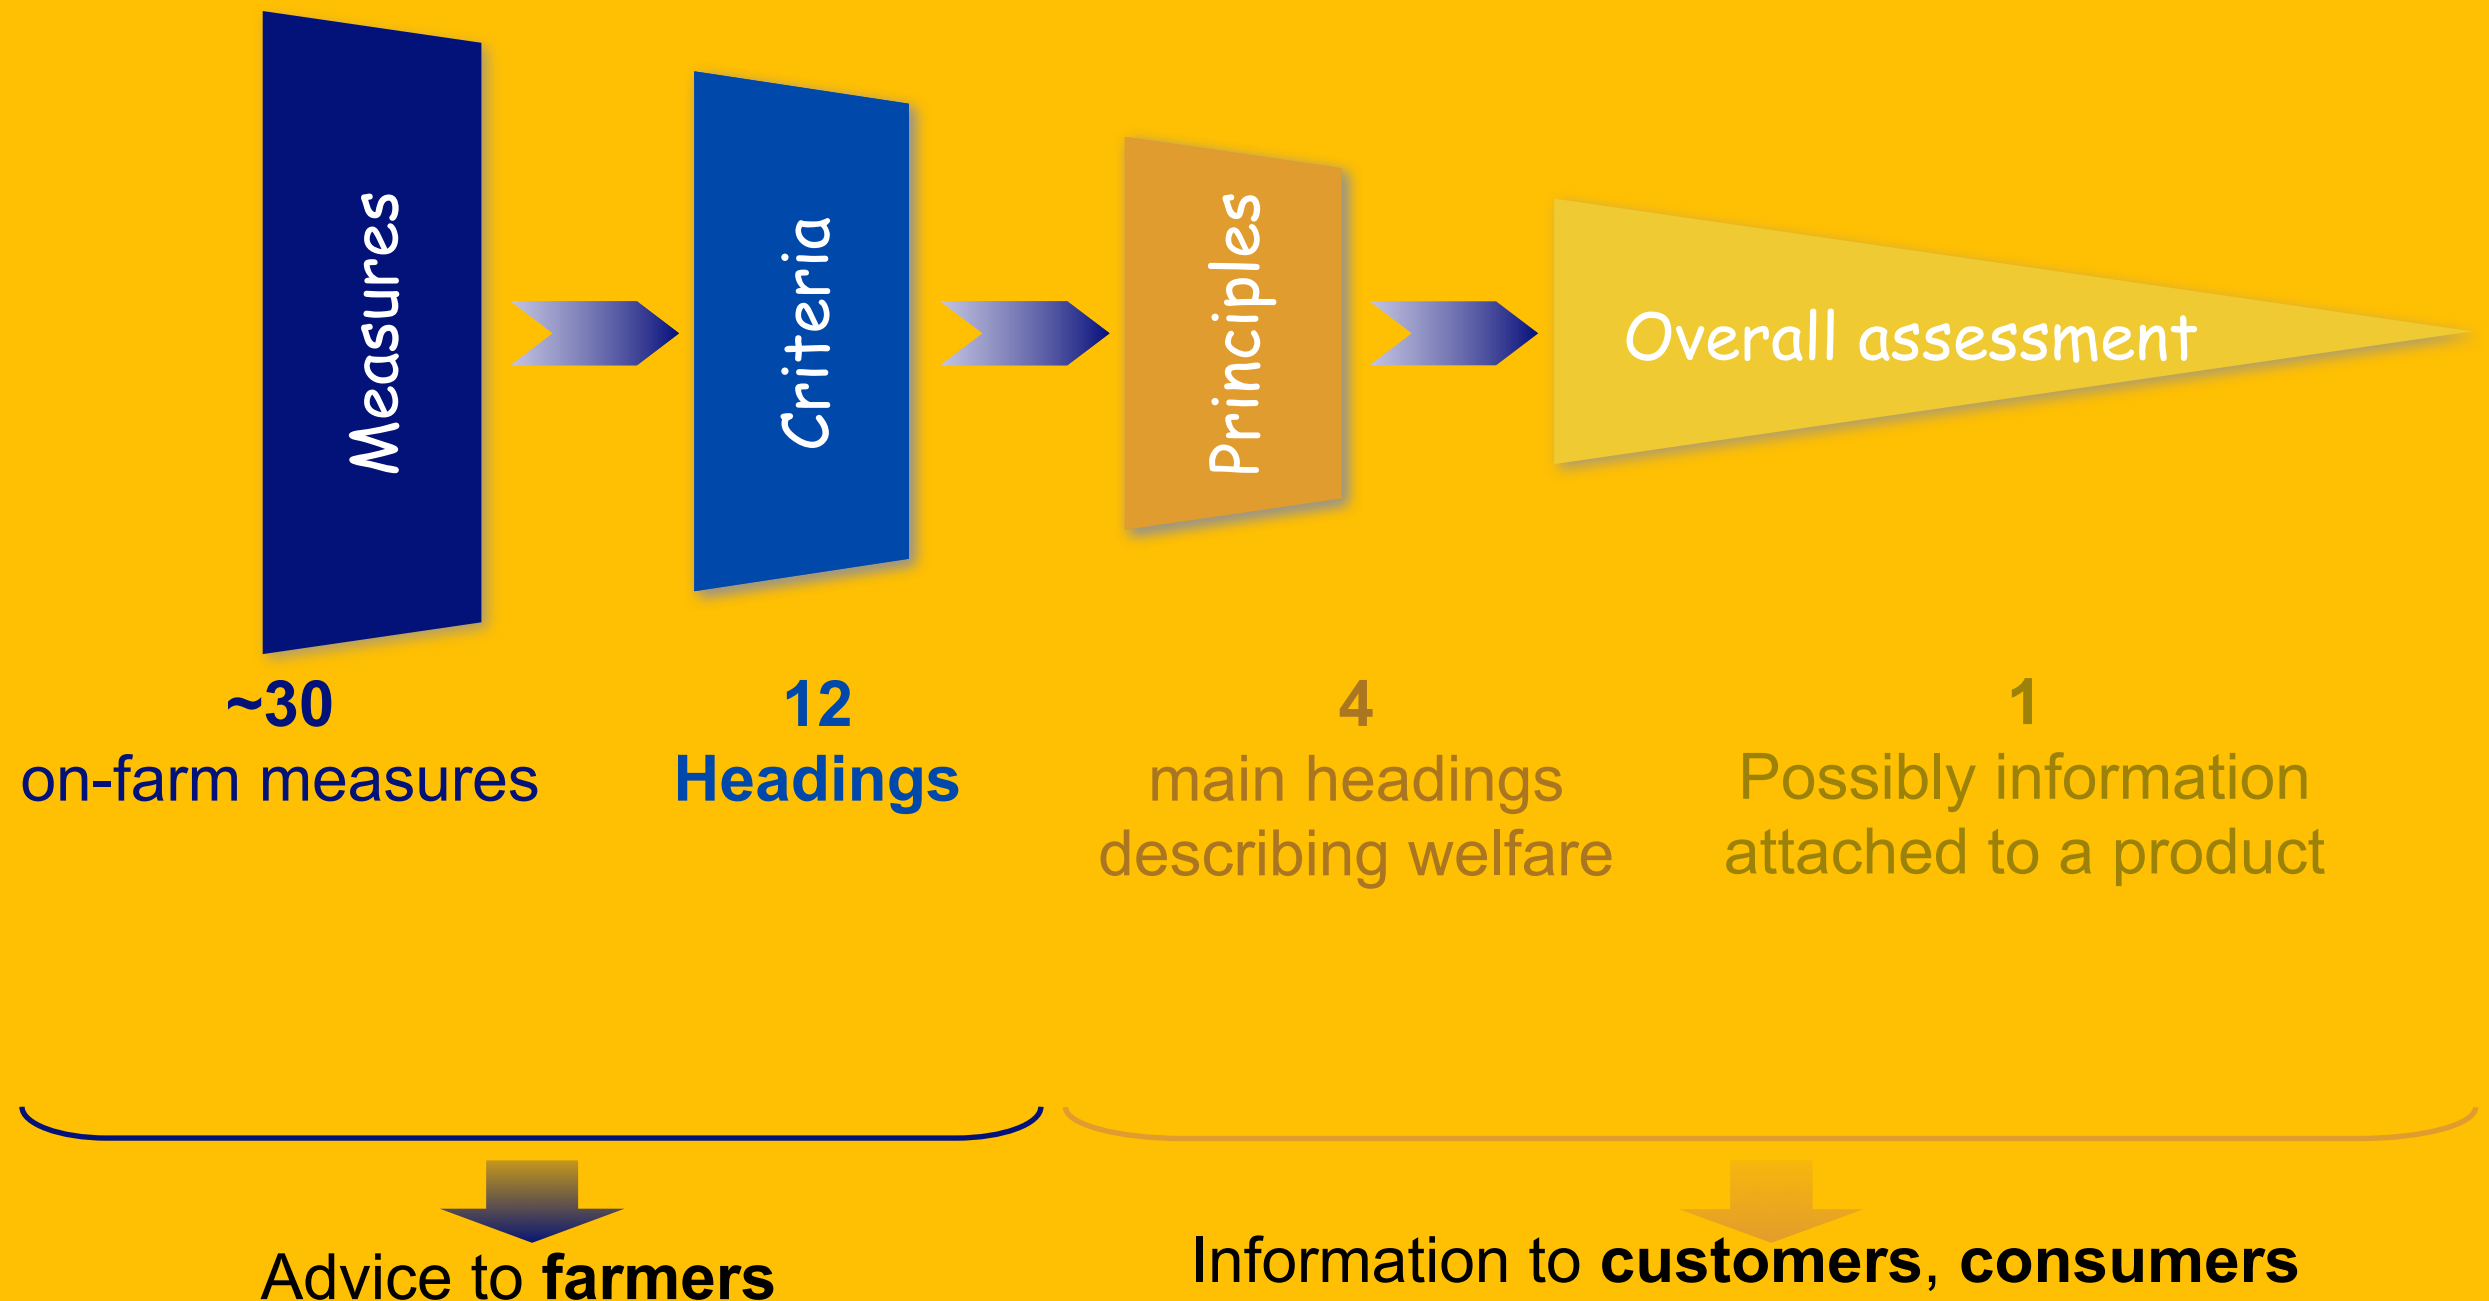 Measures
Criteria
Principles
Overall assessment
~30
on-farm measures
12
Headings
4
main headings
describing welfare
1
Possibly information
attached to a product
Advice to farmers
Information to customers, consumers